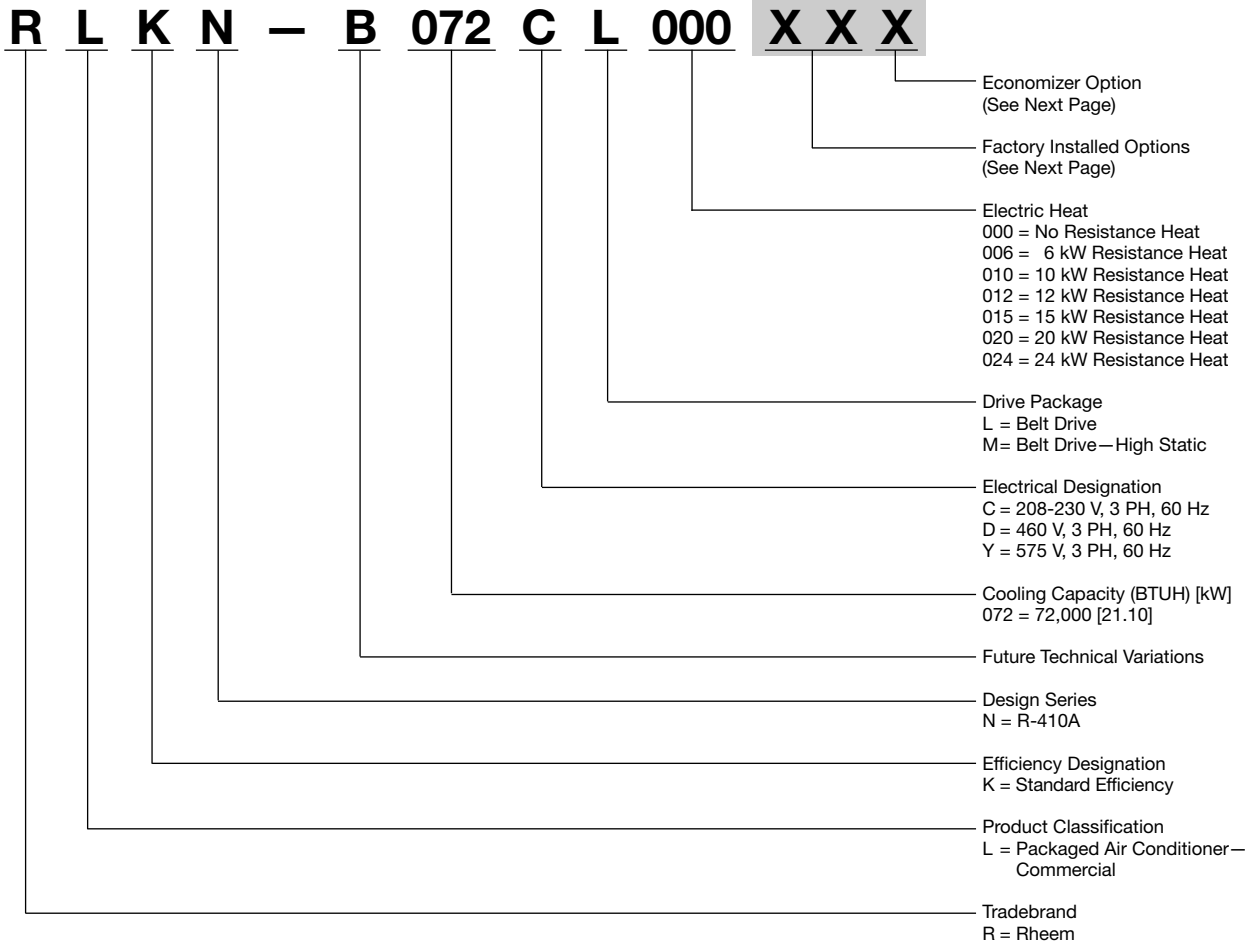 R L K N — B 072 C L 000 X X X
Economizer Option
(See Next Page)
Factory Installed Options
(See Next Page)
Electric Heat
000 = No Resistance Heat
006 = 6 kW Resistance Heat
010 = 10 kW Resistance Heat
012 = 12 kW Resistance Heat
015 = 15 kW Resistance Heat
020 = 20 kW Resistance Heat
024 = 24 kW Resistance Heat
Drive Package
L = Belt Drive
M= Belt Drive—High Static
Electrical Designation
C = 208-230 V, 3 PH, 60 Hz
D = 460 V, 3 PH, 60 Hz
Y = 575 V, 3 PH, 60 Hz
Cooling Capacity (BTUH) [kW]
072 = 72,000 [21.10]
Future Technical Variations
Design Series
N = R-410A
Efficiency Designation
K = Standard Efficiency
Product Classification
L = Packaged Air Conditioner—
Commercial
Tradebrand
R = Rheem